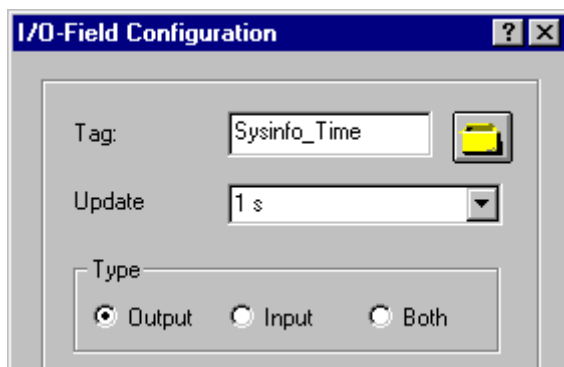 I/O-Field Configuration ? X
Tag: Sysinfo_Time
Update 1 s
Type
Output Input Both